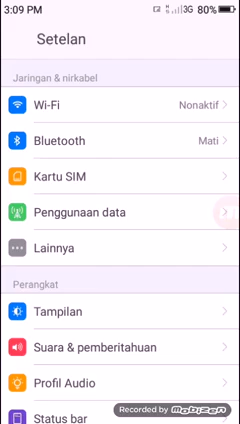 3:09 PM 3G 80%
Setelan
Jaringan & nirkabel
Wi-Fi Nonaktif
Bluetooth Mati
Kartu SIM
Penggunaan data
Lainnya
Perangkat
Tampilan
Suara & pemberitahuan
Profil Audio
Status bar
Recorded by Mobizen